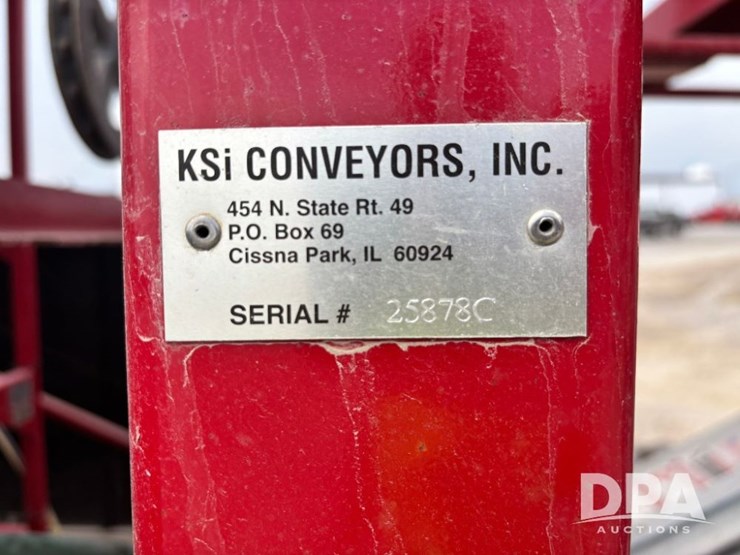 KSi CONVEYORS, INC.
454 N. State Rt. 49
P.O. Box 69
Cissna Park, IL 60924
SERIAL # 25878C
DPA
AUCTIONS